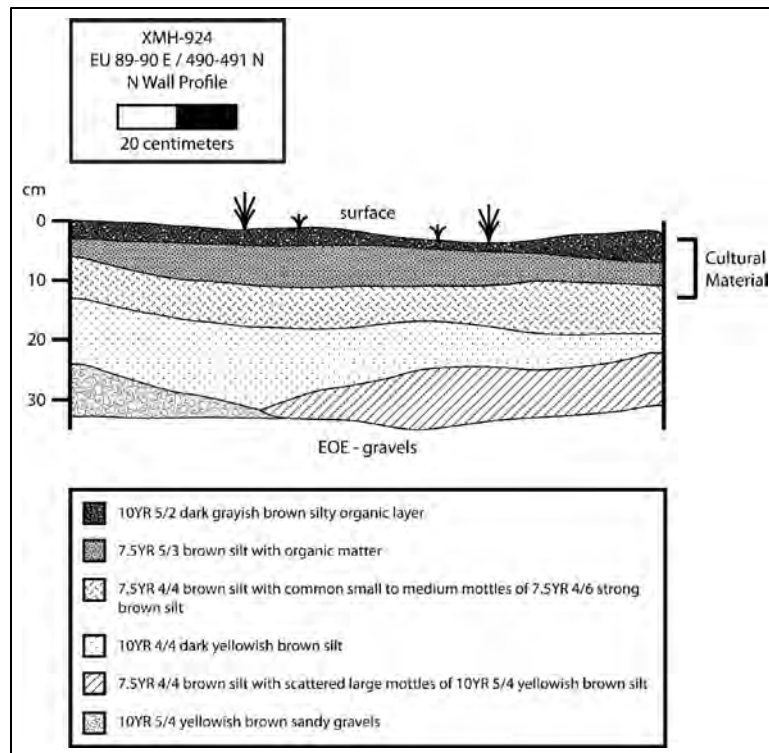 XMH-924
EU 89-90 E / 490-491 N
N Wall Profile
20 centimeters
cm
0
surface
Cultural
Material
10
20
30
EOE - gravels
10YR 5/2 dark grayish brown silty organic layer
7.5YR 5/3 brown silt with organic matter
7.5YR 4/4 brown silt with common small to medium mottles of 7.5YR 4/6 strong
brown silt
10YR 4/4 dark yellowish brown silt
7.5YR 4/4 brown silt with scattered large mottles of 10YR 5/4 yellowish brown silt
10YR 5/4 yellowish brown sandy gravels